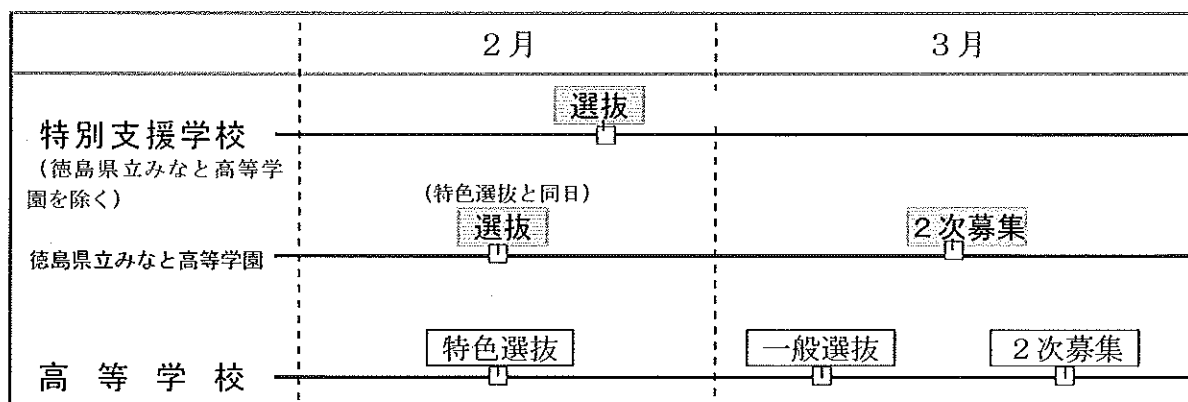 2月 3月
選抜
特別支援学校
(徳島県立みなと高等学
園を除く)
(特色選抜と同日)
選抜 2次募集
徳島県立みなと高等学園
特色選抜 一般選抜 2次募集
高等学校